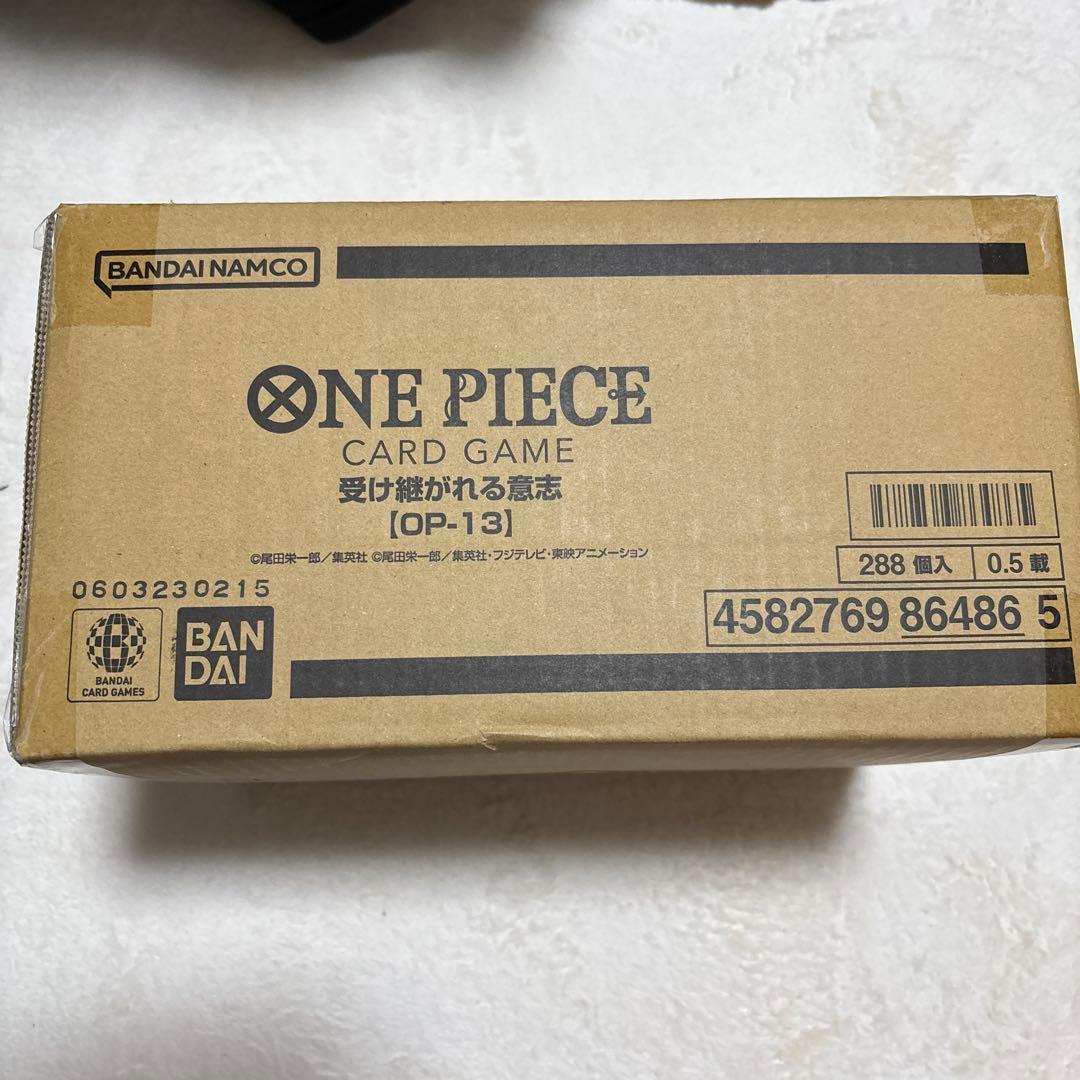 BANDAI NAMCO
ONE PIECE
CARD GAME
受け継がれる意志
【OP-13】
©尾田栄一郎／集英社 ©尾田栄一郎／集英社・フジテレビ・東映アニメーション
288 個入 0.5 載
0603230215
4582769 86486 5
BANDAI
CARD GAMES
BAN
DAI